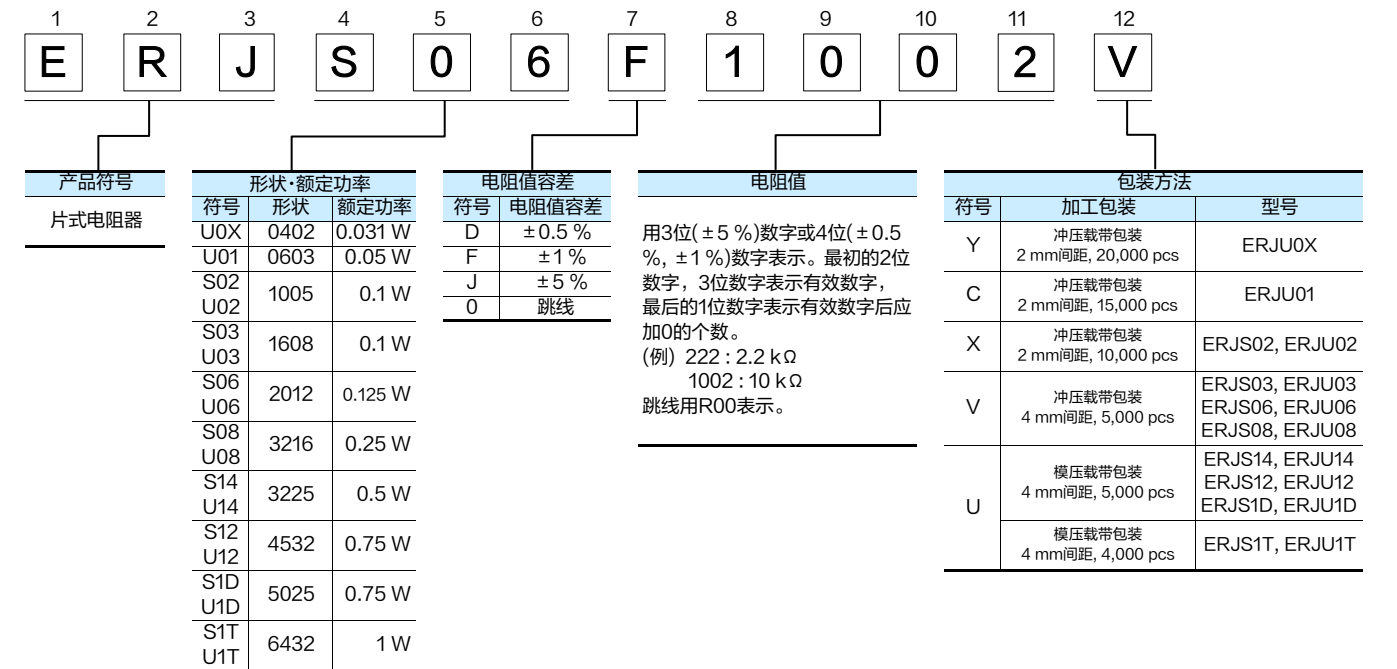 1 2 3 4 5 6 7 8 9 10 11 12
E R J S 0 6 F 1 0 0 2 V
产品符号
片式电阻器
形状·额定功率
符号 形状 额定功率
U0X 0402 0.031 W
U01 0603 0.05 W
S02
U02
1005 0.1 W
S03
U03
1608 0.1 W
S06
U06
2012 0.125 W
S08
U08
3216 0.25 W
S14
U14
3225 0.5 W
S12
U12
4532 0.75 W
S1D
U1D
5025 0.75 W
S1T
U1T
6432 1 W
电阻值容差
符号 电阻值容差
D ±0.5 %
F ±1 %
J ±5 %
0 跳线
电阻值
用3位(±5 %)数字或4位(±0.5
%, ±1 %)数字表示。最初的2位
数字，3位数字表示有效数字，
最后的1位数字表示有效数字后应
加0的个数。
(例) 222 : 2.2 kΩ
1002 : 10 kΩ
跳线用R00表示。
包装方法
符号 加工包装 型号
Y
冲压载带包装
2 mm间距, 20,000 pcs
ERJU0X
C
冲压载带包装
2 mm间距, 15,000 pcs
ERJU01
X
冲压载带包装
2 mm间距, 10,000 pcs
ERJS02, ERJU02
V
冲压载带包装
4 mm间距, 5,000 pcs
ERJS03, ERJU03
ERJS06, ERJU06
ERJS08, ERJU08
U
模压载带包装
4 mm间距, 5,000 pcs
ERJS14, ERJU14
ERJS12, ERJU12
ERJS1D, ERJU1D
模压载带包装
4 mm间距, 4,000 pcs
ERJS1T, ERJU1T